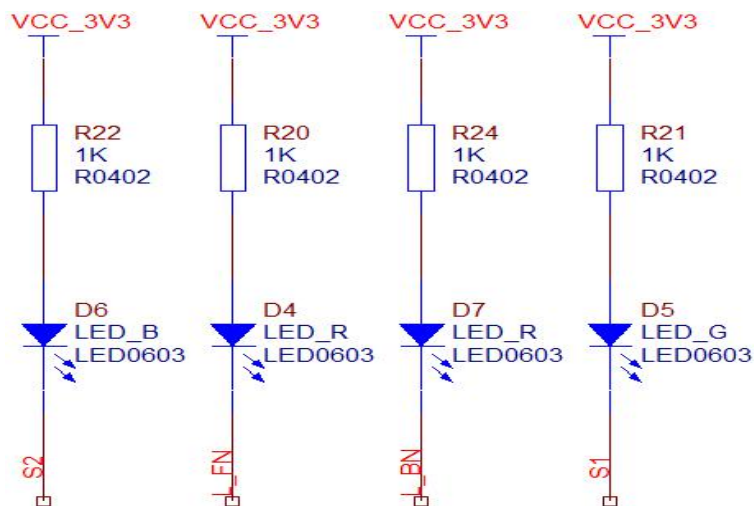 VCC_3V3 VCC_3V3 VCC_3V3 VCC_3V3
R22 R20 R24 R21
1K 1K 1K 1K
R0402 R0402 R0402 R0402
D6 D4 D7 D5
LED_B LED_R LED_R LED_G
LED0603 LED0603 LED0603 LED0603
S2 L_FN L_BN S1